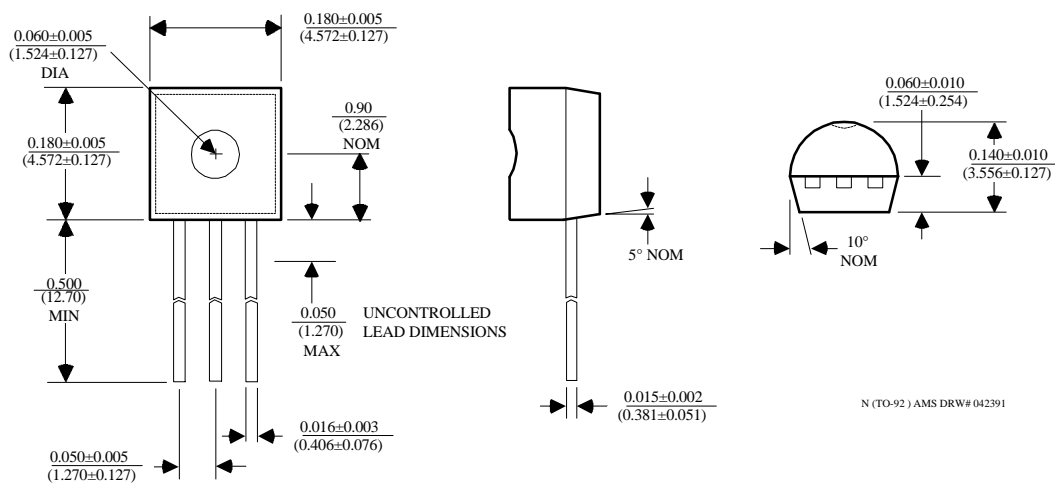 0.180±0.005
(4.572±0.127)
0.060±0.005
(1.524±0.127)
DIA
0.180±0.005
(4.572±0.127)
0.90
(2.286)
NOM
0.500
(12.70)
MIN
0.050
(1.270)
MAX
UNCONTROLLED
LEAD DIMENSIONS
0.016±0.003
(0.406±0.076)
0.050±0.005
(1.270±0.127)
5° NOM
0.015±0.002
(0.381±0.051)
0.060±0.010
(1.524±0.254)
0.140±0.010
(3.556±0.127)
10°
NOM
N (TO-92 ) AMS DRW# 042391